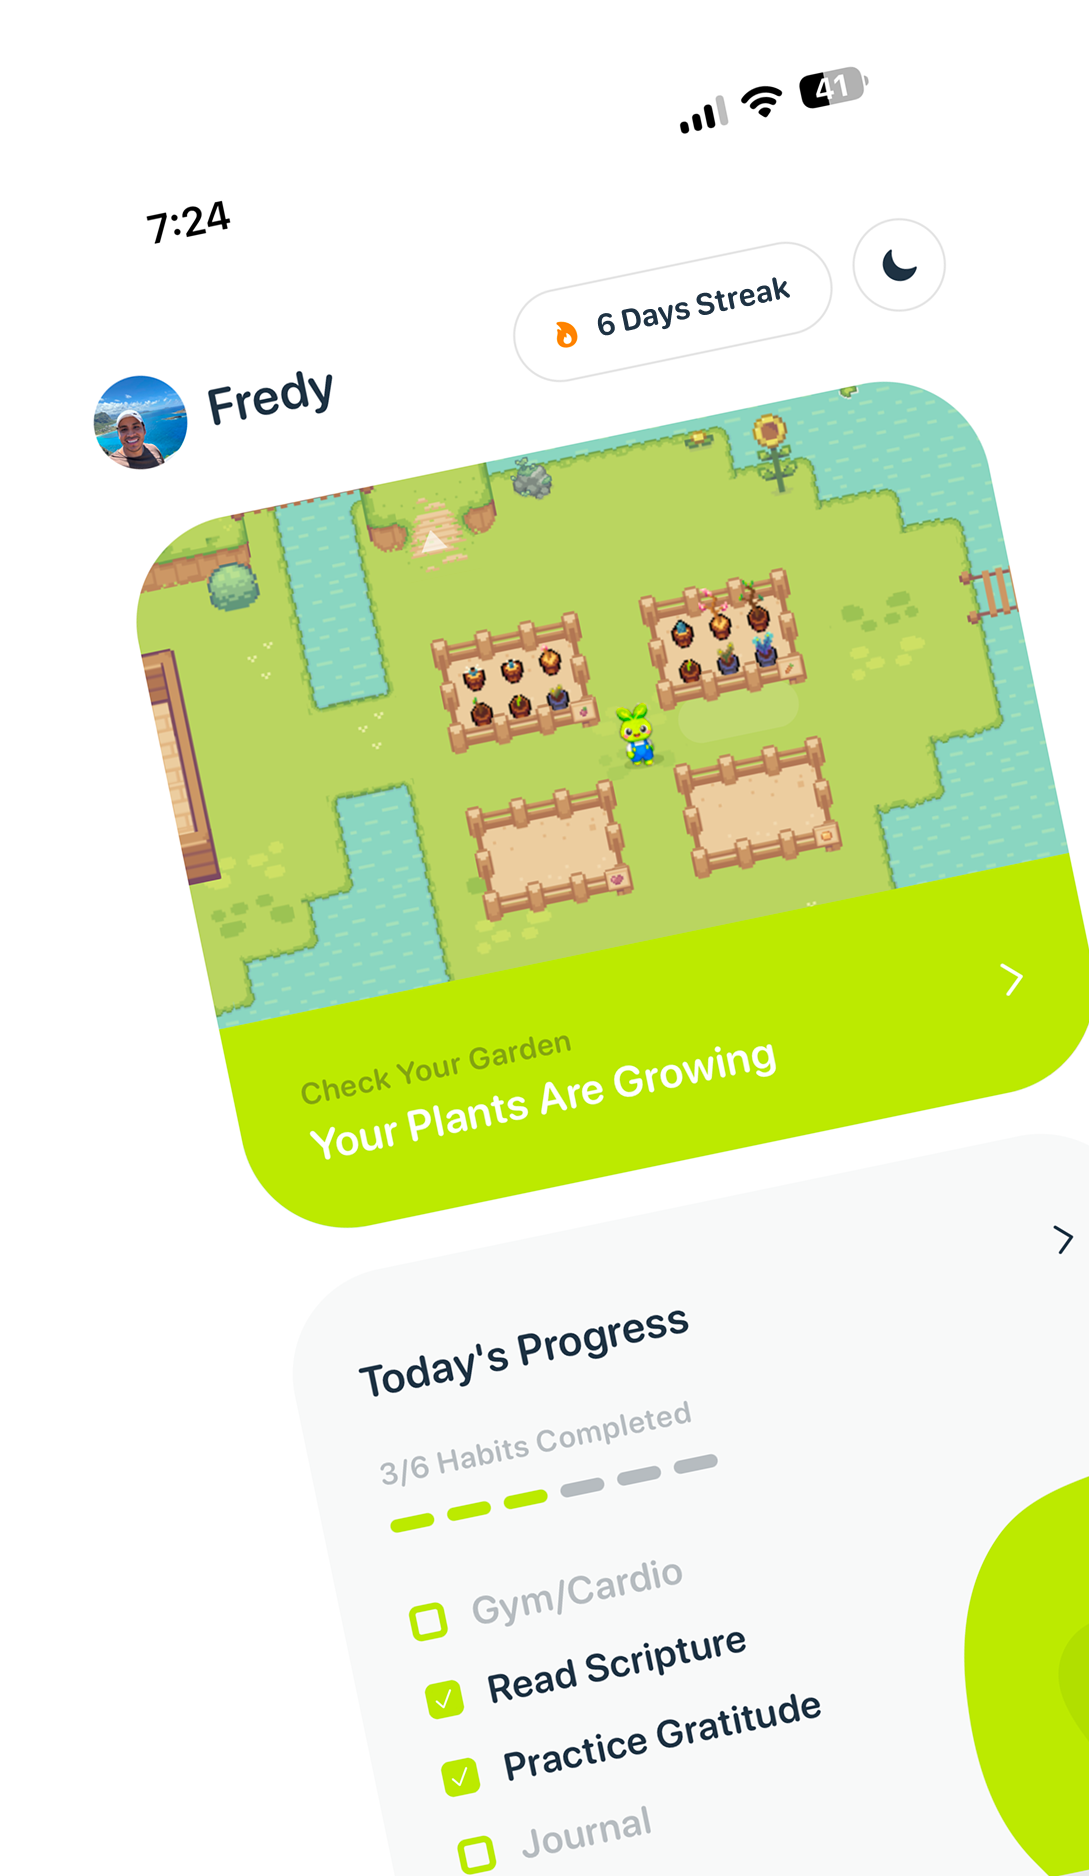 7:24
41
6 Days Streak
Fredy
Check Your Garden
Your Plants Are Growing
Today's Progress
3/6 Habits Completed
Gym/Cardio
Read Scripture
Practice Gratitude
Journal